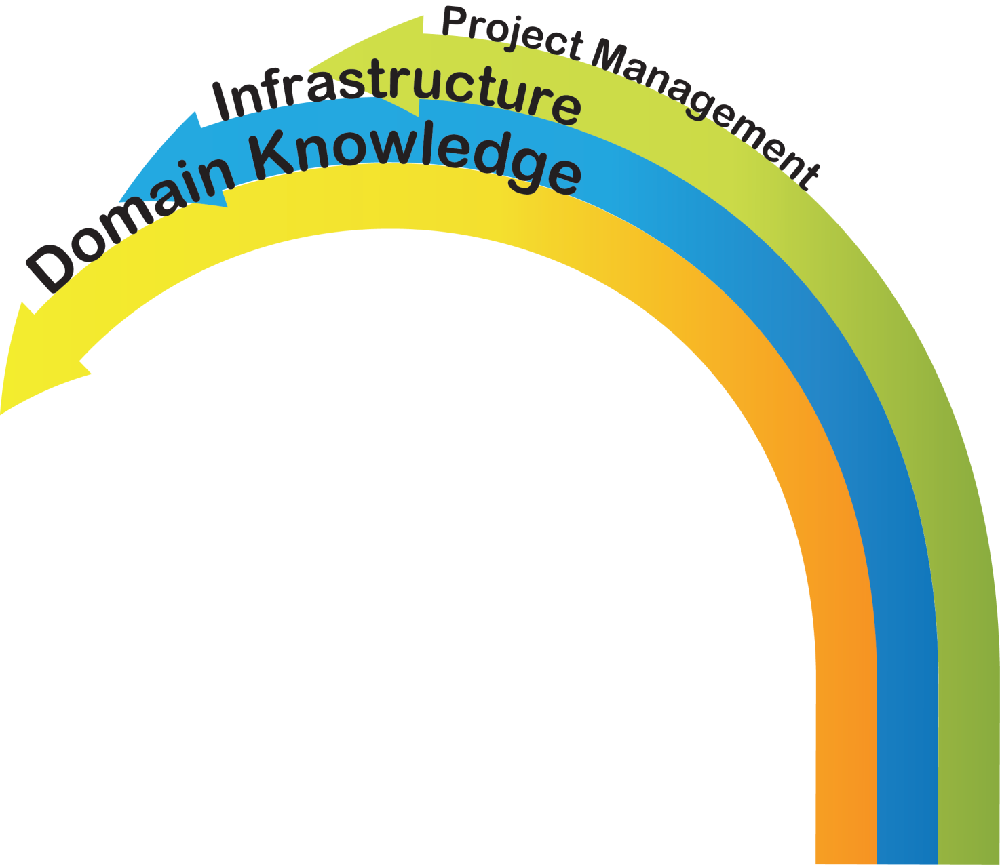 Project Management
Infrastructure
Domain Knowledge